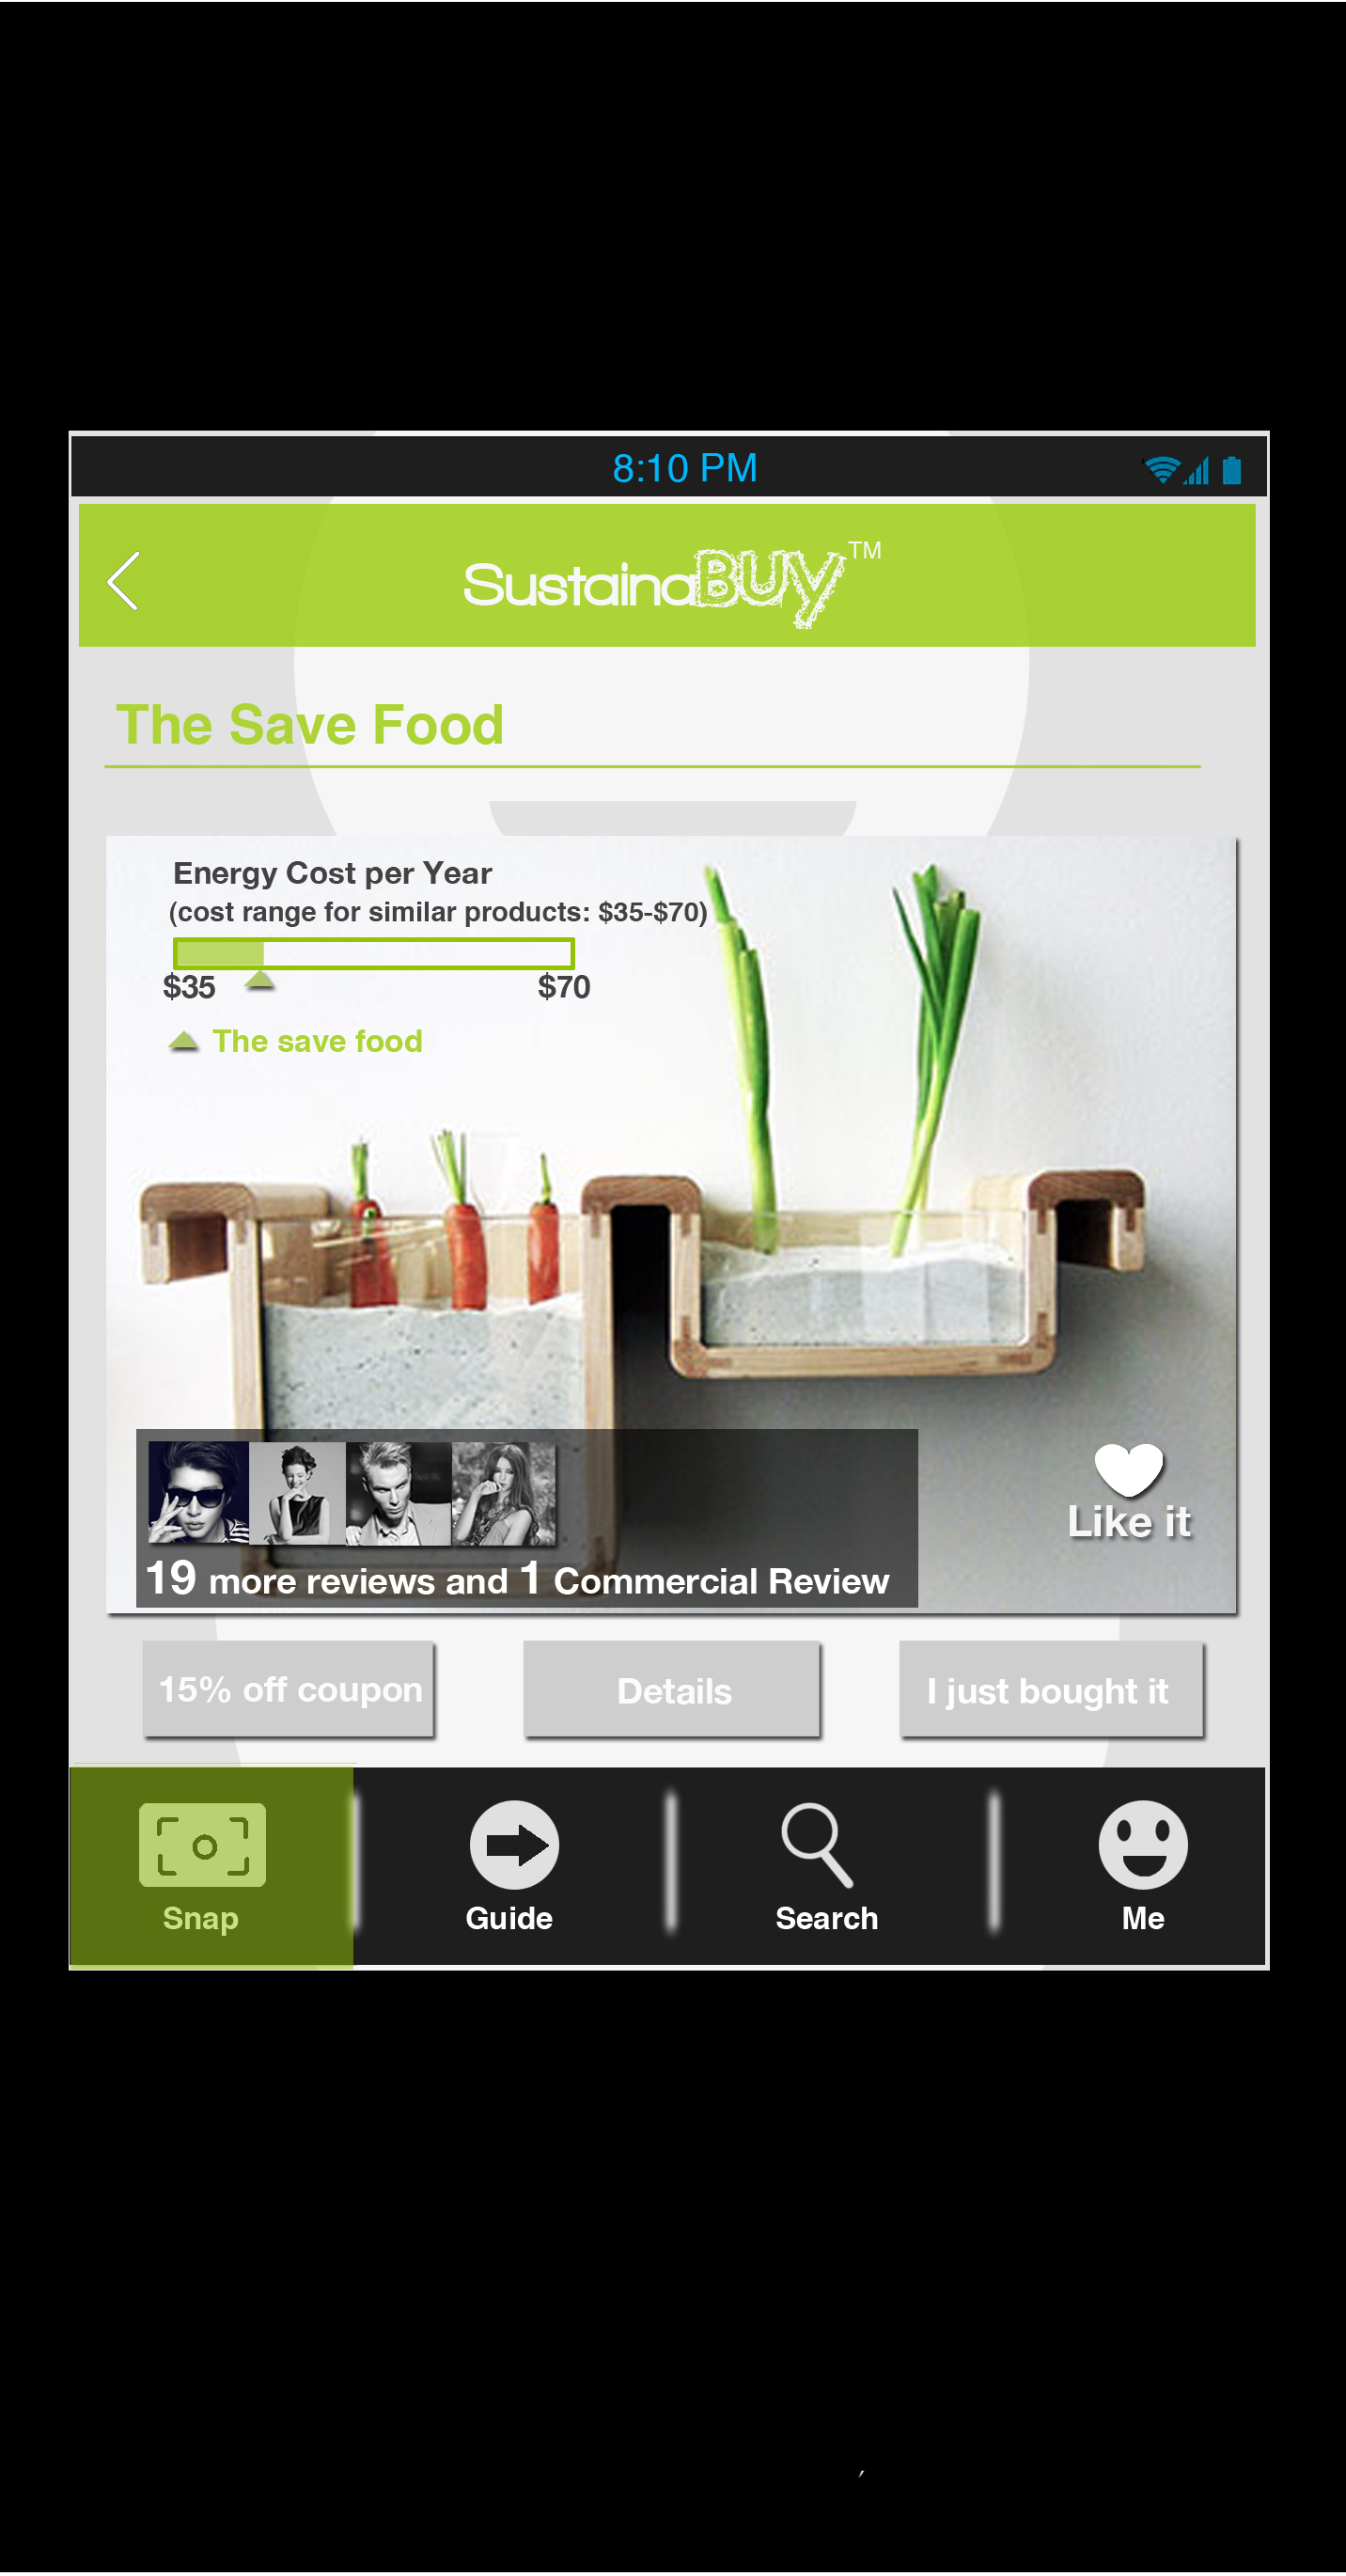 8:10 PM
SustainaBUY™
The Save Food
Energy Cost per Year
(cost range for similar products: $35-$70)
$35 $70
The save food
Like it
19 more reviews and 1 Commercial Review
15% off coupon Details I just bought it
Snap Guide Search Me